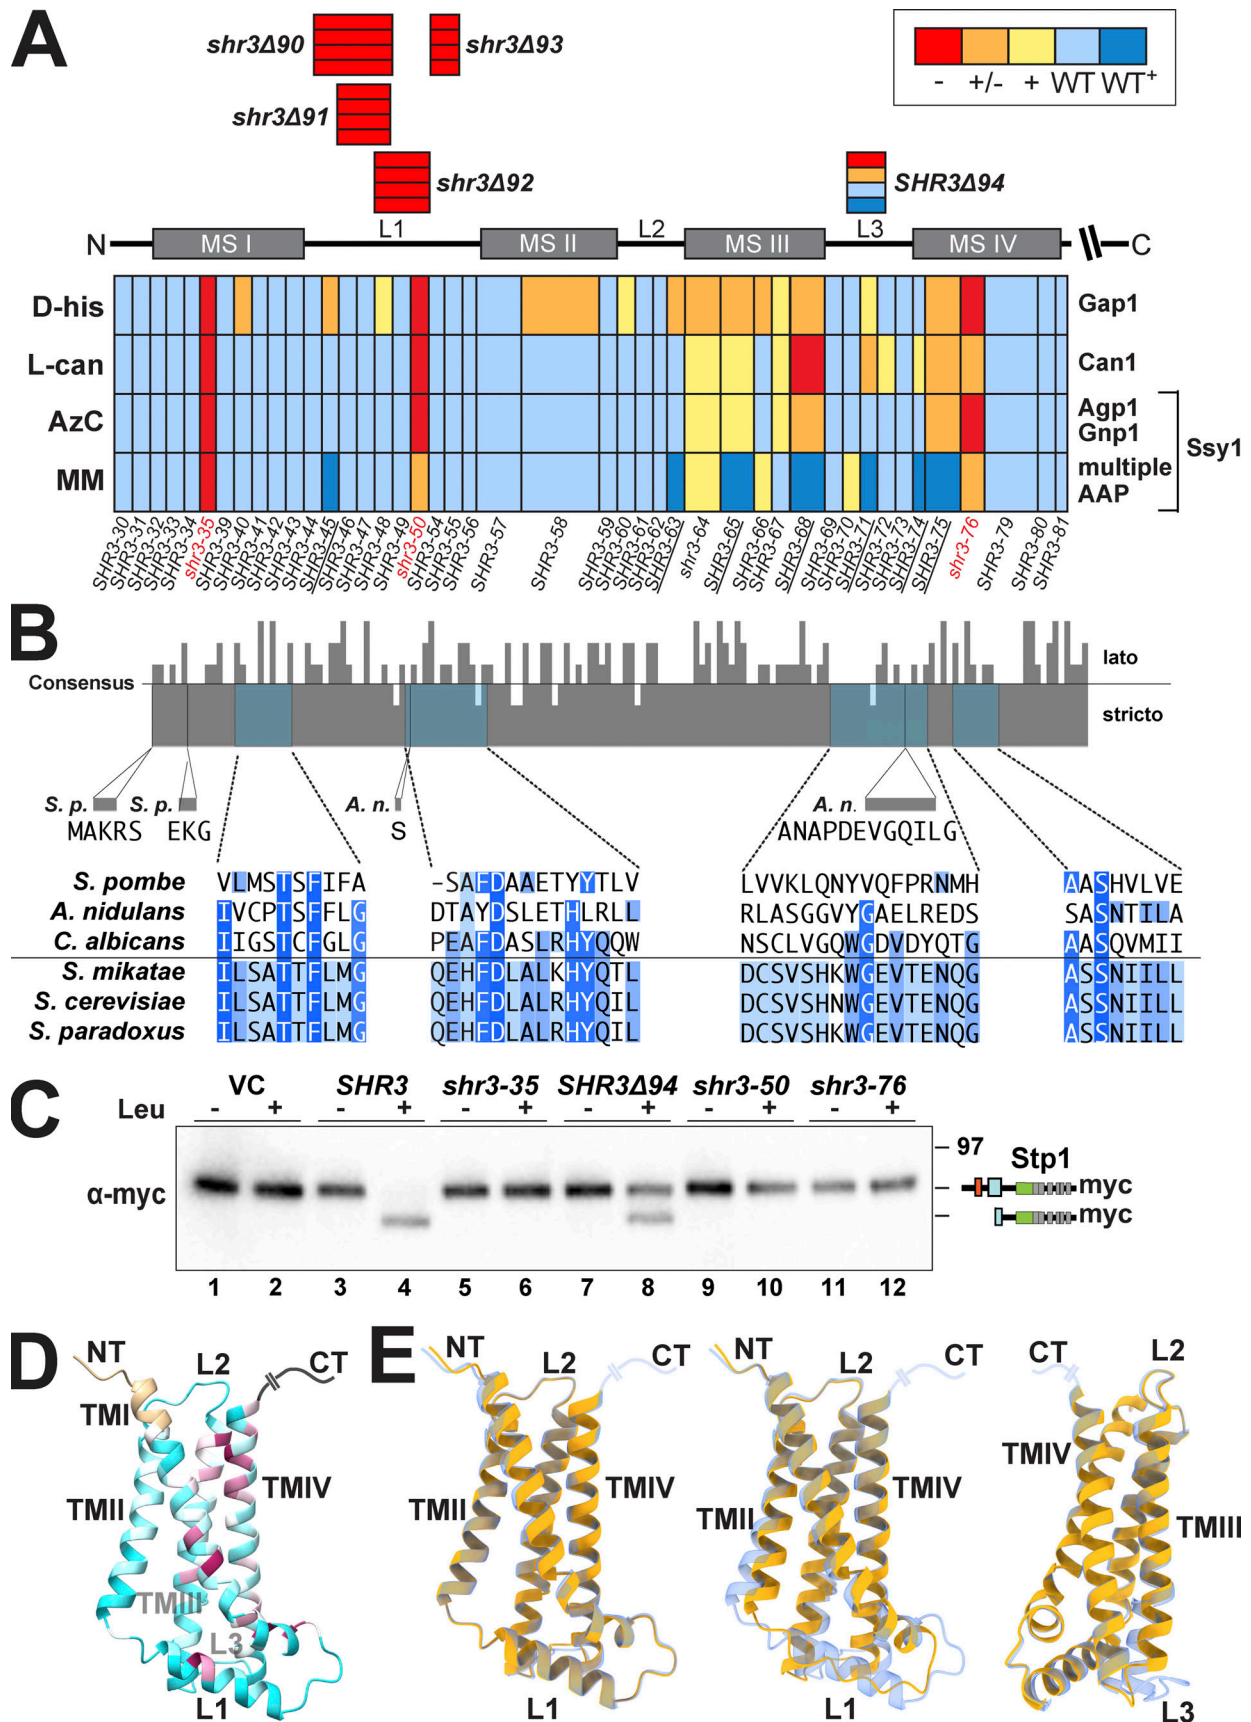 A
shr3Δ90
shr3Δ93
shr3Δ91
shr3Δ92
SHR3Δ94
- +/- + WT WT+
N MS I L1 MS II L2 MS III L3 MS IV C
D-his Gap1
L-can Can1
AzC Agp1
Gnp1
Ssy1
MM multiple
AAP
SHR3-30
SHR3-31
SHR3-32
SHR3-33
SHR3-34
shr3-35
SHR3-39
SHR3-40
SHR3-41
SHR3-42
SHR3-43
SHR3-44
SHR3-45
SHR3-46
SHR3-47
SHR3-48
SHR3-49
shr3-50
SHR3-54
SHR3-55
SHR3-56
SHR3-57
SHR3-58
SHR3-59
SHR3-60
SHR3-61
SHR3-62
SHR3-63
shr3-64
SHR3-65
SHR3-66
SHR3-67
SHR3-68
SHR3-69
SHR3-70
SHR3-71
SHR3-72
SHR3-73
SHR3-74
SHR3-75
shr3-76
SHR3-79
SHR3-80
SHR3-81
B
lato
Consensus
stricto
S. p. S. p. A. n. A. n.
MAKRS EKG S ANAPDEVGQILG
S. pombe VLMSTSFIFA -SAFDAAETYYTLV LVVKLQNYVQFPRNMH AASHVLVE
A. nidulans IVCPTSFFLG DTAYDSLETHLRLL RLASGGVYGAELREDS SASNTILA
C. albicans IIGSTCFGLG PEAFDASLRHYQQW NSCLVGQWGDVDYQTG AASQVMII
S. mikatae ILSATTFLMG QEHFDLALKHYQTL DCSVSHKWGEVTENQG ASSNIILL
S. cerevisiae ILSATTFLMG QEHFDLALRHYQIL DCSVSHNWGEVTENQG ASSNIILL
S. paradoxus ILSATTFLMG QEHFDLALRHYQIL DCSVSHKWGEVTENQG ASSNIILL
C
VC SHR3 shr3-35 SHR3Δ94 shr3-50 shr3-76
Leu - + - + - + - + - + - +
97
Stp1
α-myc
myc
myc
1 2 3 4 5 6 7 8 9 10 11 12
D
NT
L2
CT
TMI
TMII
TMIV
TMIII
L3
L1
E
NT L2 CT
TMII TMIV
L1
NT L2 CT
TMII TMIV
L1
CT L2
TMIV
TMIII
L3